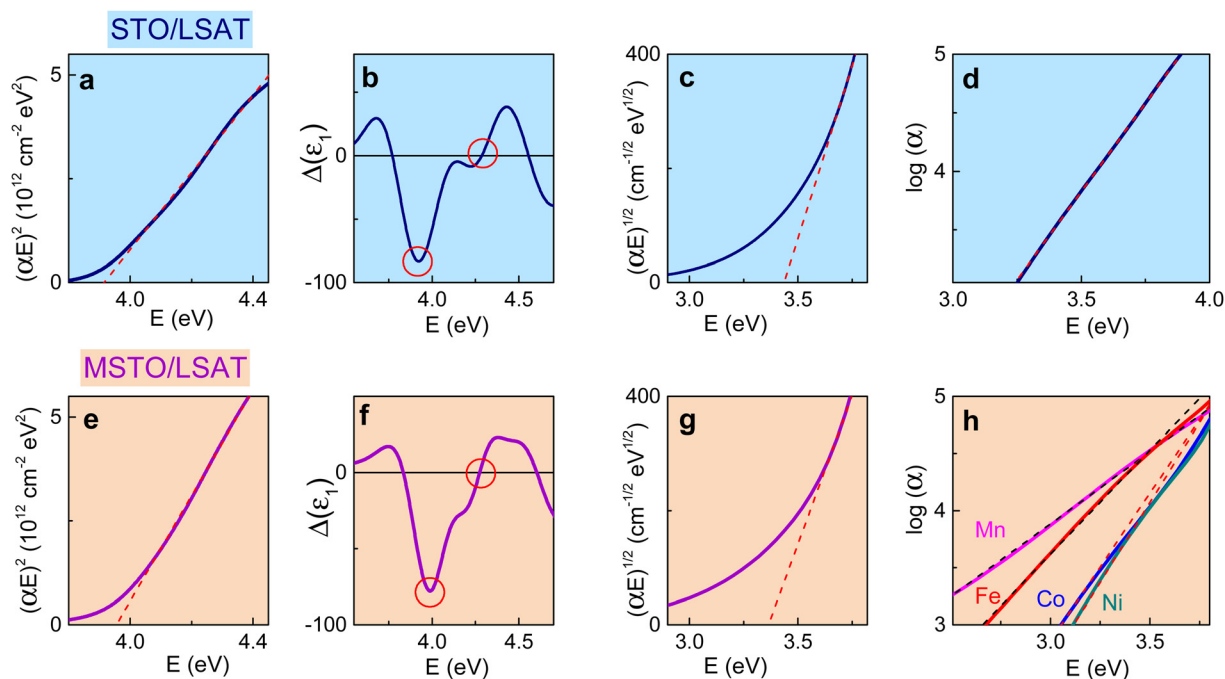 STO/LSAT
a
(αE)² (10¹² cm⁻² eV²)
5
0
4.0
4.4
E (eV)
b
Δ(ε₁)
0
-100
4.0
4.5
E (eV)
c
(αE)^1/2 (cm^-1/2 eV^1/2)
400
0
3.0
3.5
E (eV)
d
log (α)
5
4
3.0
3.5
4.0
E (eV)
MSTO/LSAT
e
(αE)² (10¹² cm⁻² eV²)
5
0
4.0
4.4
E (eV)
f
Δ(ε₁)
0
-100
4.0
4.5
E (eV)
g
(αE)^1/2 (cm^-1/2 eV^1/2)
400
0
3.0
3.5
E (eV)
h
log (α)
5
4
3
Mn
Fe
Co
Ni
3.0
3.5
E (eV)